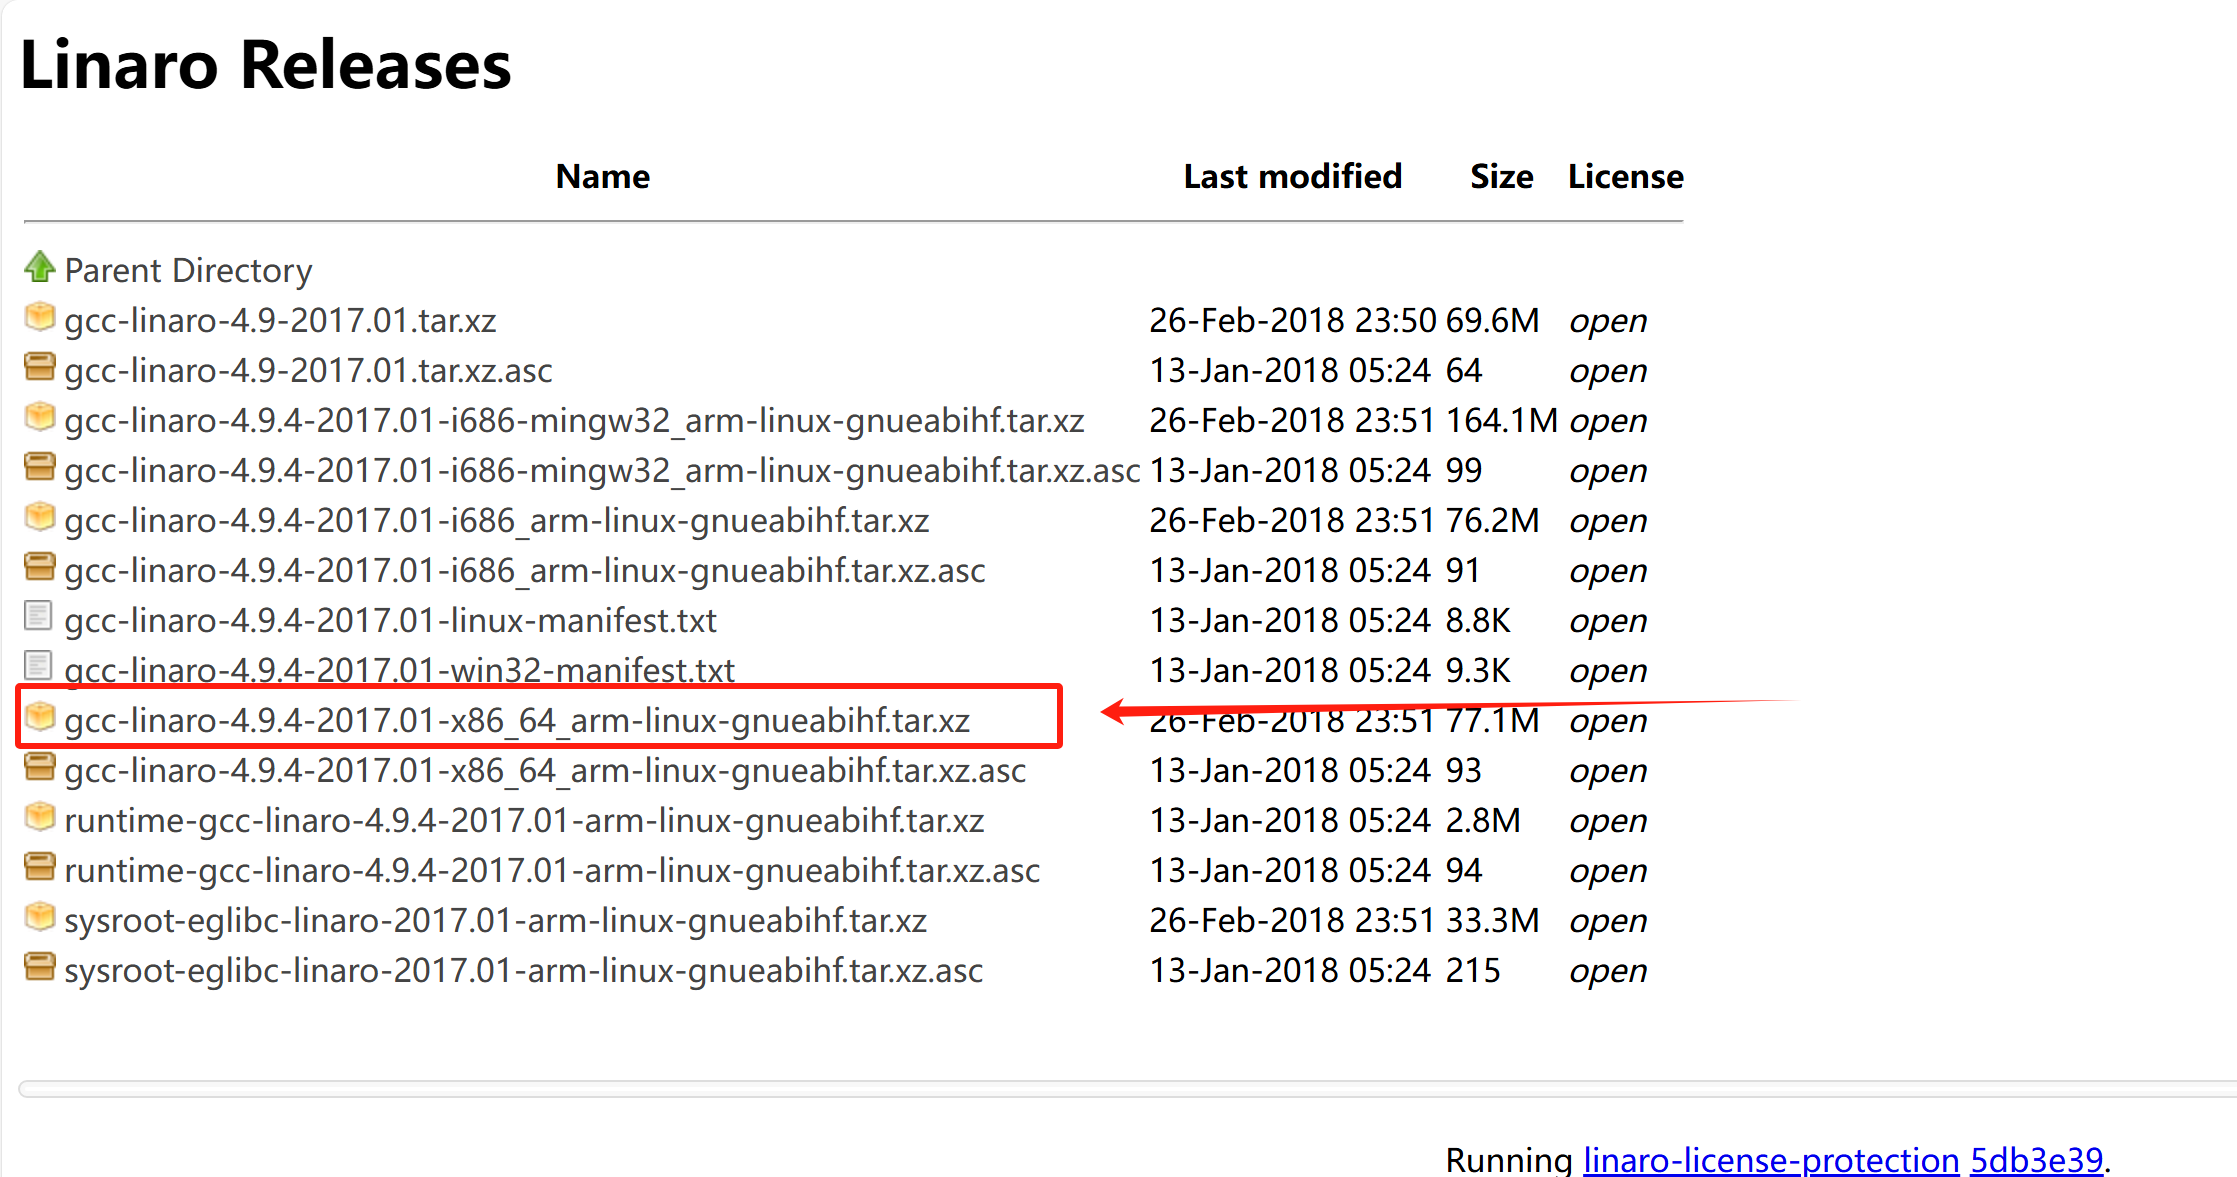 Linaro Releases
Name Last modified Size License
Parent Directory
gcc-linaro-4.9-2017.01.tar.xz 26-Feb-2018 23:50 69.6M open
gcc-linaro-4.9-2017.01.tar.xz.asc 13-Jan-2018 05:24 64 open
gcc-linaro-4.9.4-2017.01-i686-mingw32_arm-linux-gnueabihf.tar.xz 26-Feb-2018 23:51 164.1M open
gcc-linaro-4.9.4-2017.01-i686-mingw32_arm-linux-gnueabihf.tar.xz.asc 13-Jan-2018 05:24 99 open
gcc-linaro-4.9.4-2017.01-i686_arm-linux-gnueabihf.tar.xz 26-Feb-2018 23:51 76.2M open
gcc-linaro-4.9.4-2017.01-i686_arm-linux-gnueabihf.tar.xz.asc 13-Jan-2018 05:24 91 open
gcc-linaro-4.9.4-2017.01-linux-manifest.txt 13-Jan-2018 05:24 8.8K open
gcc-linaro-4.9.4-2017.01-win32-manifest.txt 13-Jan-2018 05:24 9.3K open
gcc-linaro-4.9.4-2017.01-x86_64_arm-linux-gnueabihf.tar.xz 26-Feb-2018 23:51 77.1M open
gcc-linaro-4.9.4-2017.01-x86_64_arm-linux-gnueabihf.tar.xz.asc 13-Jan-2018 05:24 93 open
runtime-gcc-linaro-4.9.4-2017.01-arm-linux-gnueabihf.tar.xz 13-Jan-2018 05:24 2.8M open
runtime-gcc-linaro-4.9.4-2017.01-arm-linux-gnueabihf.tar.xz.asc 13-Jan-2018 05:24 94 open
sysroot-eglibc-linaro-2017.01-arm-linux-gnueabihf.tar.xz 26-Feb-2018 23:51 33.3M open
sysroot-eglibc-linaro-2017.01-arm-linux-gnueabihf.tar.xz.asc 13-Jan-2018 05:24 215 open
Running linaro-license-protection 5db3e39.